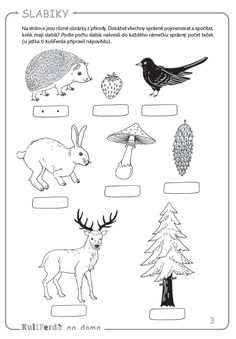 SLABIKY
Na stránce jsou různé obrázky z přírody. Dokážeš všechny správně pojmenovat a spočítat,
kolik mají slabik? Podle počtu slabik nakresli do každého rámečku správný počet teček
(u ježka ti kuliFerda připravil nápovědu).
KuliFerda na doma
3